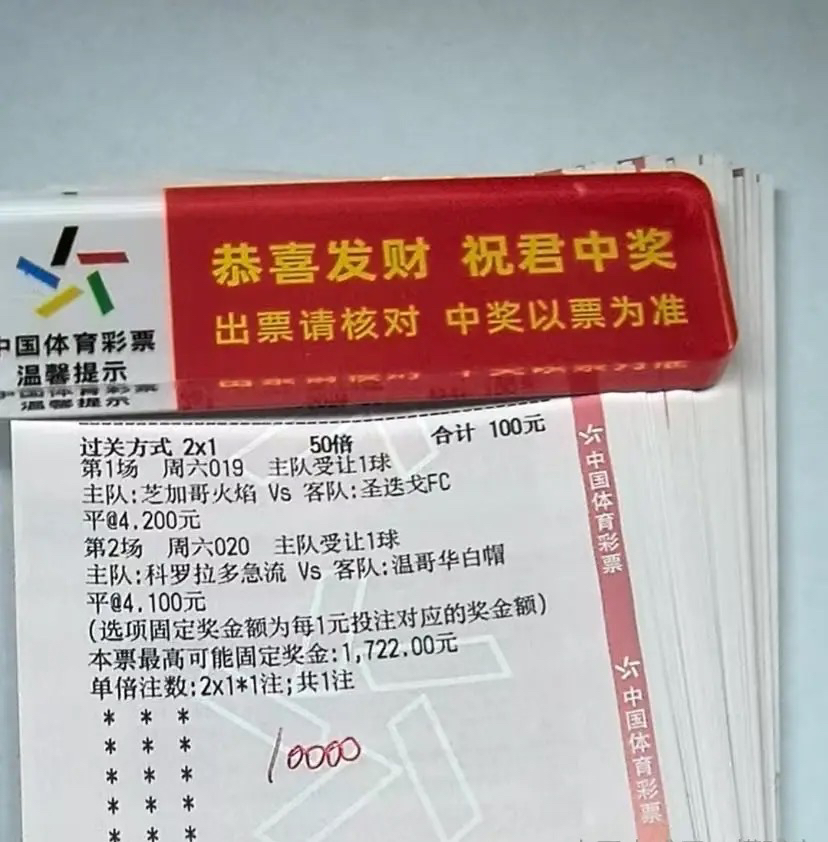 恭喜发财 祝君中奖
出票请核对 中奖以票为准
中国体育彩票
温馨提示
过关方式 2x1 50倍 合计 100元
第1场 周六019 主队受让1球
主队:芝加哥火焰 Vs 客队:圣迭戈FC
平@4.200元
第2场 周六020 主队受让1球
主队:科罗拉多急流 Vs 客队:温哥华白帽
平@4.100元
(选项固定奖金额为每1元投注对应的奖金额)
本票最高可能固定奖金:1,722.00元
单倍注数:2x1*1注;共1注
* * *
* * *
* * *
* * *
* * *
10000
中国体育彩票
中国体育彩票